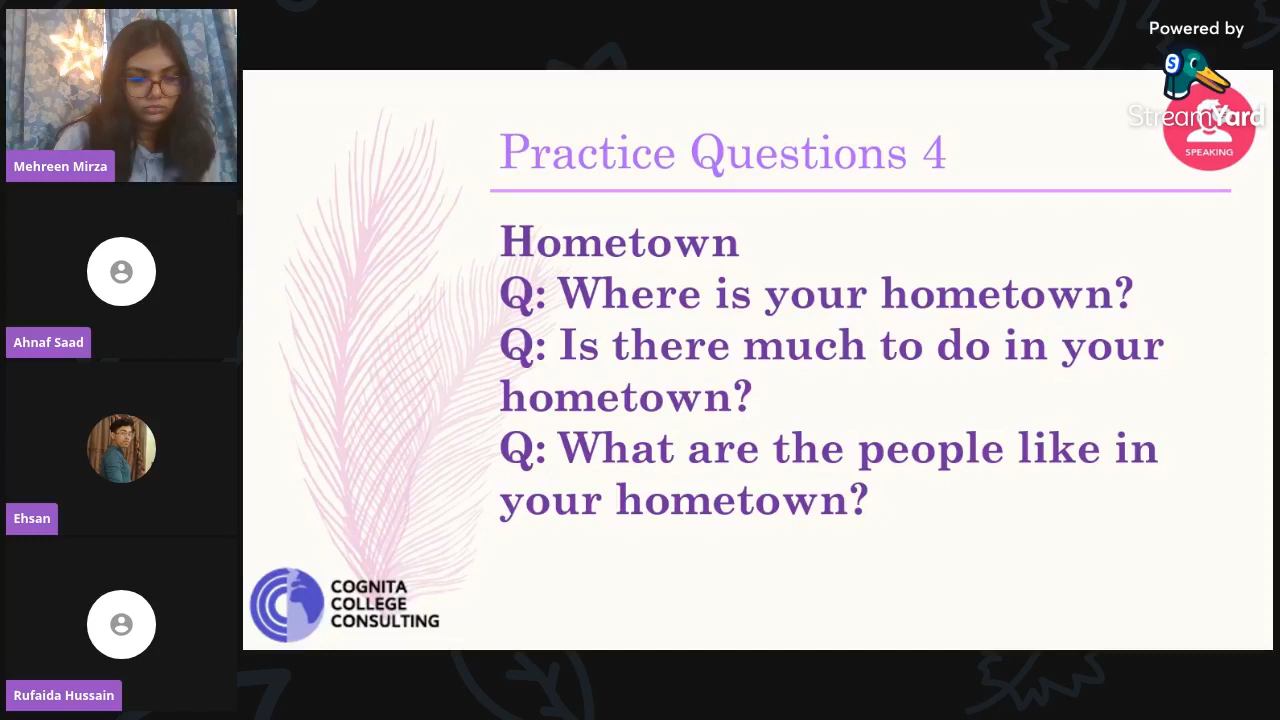 Mehreen Mirza
Ahnaf Saad
Ehsan
Rufaida Hussain
Powered by
StreamYard
SPEAKING
Practice Questions 4
Hometown
Q: Where is your hometown?
Q: Is there much to do in your
hometown?
Q: What are the people like in
your hometown?
COGNITA
COLLEGE
CONSULTING